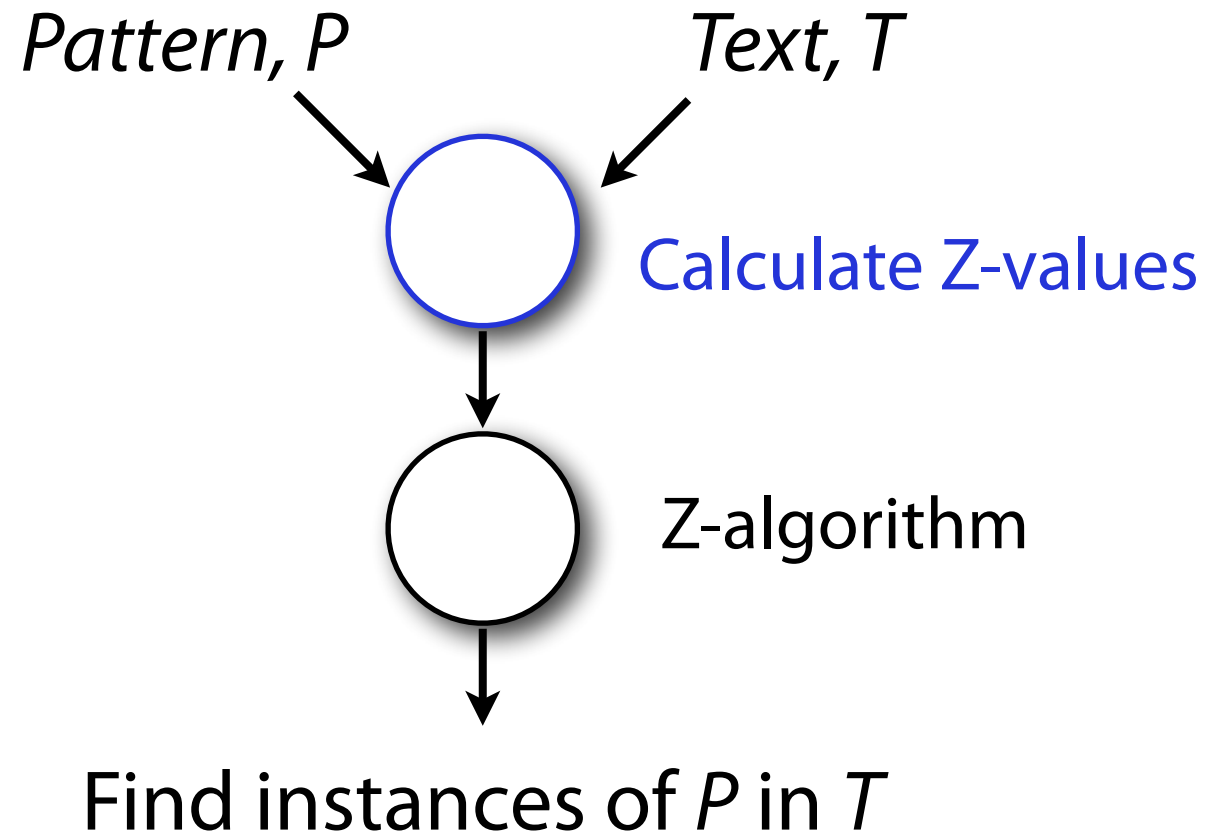 Pattern, P
Text, T
Calculate Z-values
Z-algorithm
Find instances of P in T